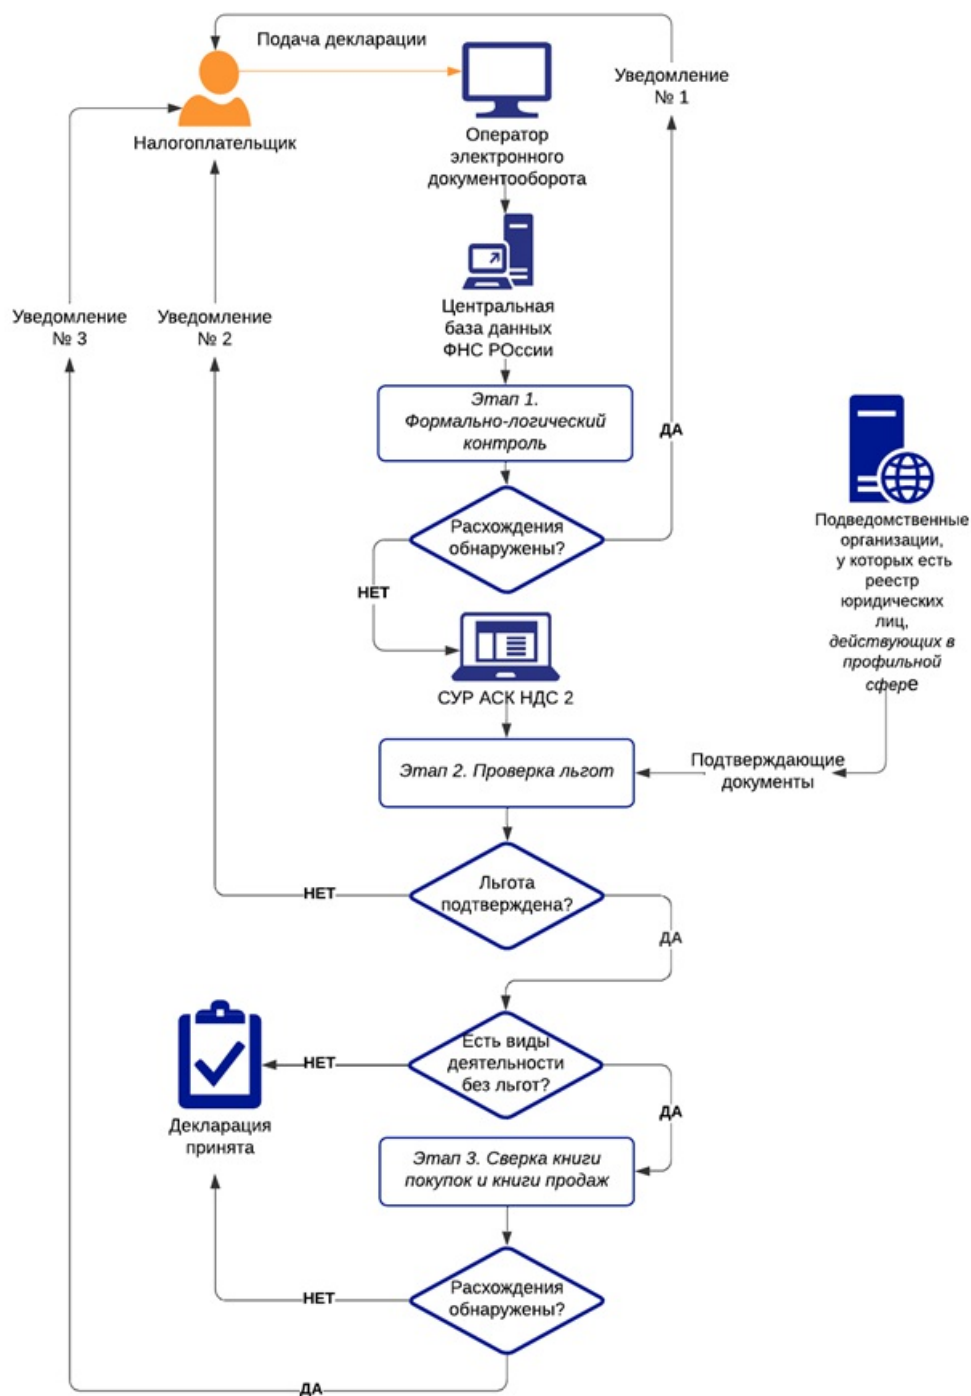 Подача декларации
Уведомление
№ 1
Налогоплательщик
Оператор
электронного
документооборота
Центральная
база данных
ФНС РОссии
Уведомление
№ 3
Уведомление
№ 2
Этап 1.
Формально-логический
контроль
ДА
Расхождения
обнаружены?
НЕТ
Подведомственные
организации,
у которых есть
реестр
юридических
лиц,
действующих в
профильной
сфере
СУР АСК НДС 2
Этап 2. Проверка льгот
Подтверждающие
документы
Льгота
подтверждена?
НЕТ
ДА
Есть виды
деятельности
без льгот?
НЕТ
ДА
Декларация
принята
Этап 3. Сверка книги
покупок и книги продаж
Расхождения
обнаружены?
НЕТ
ДА